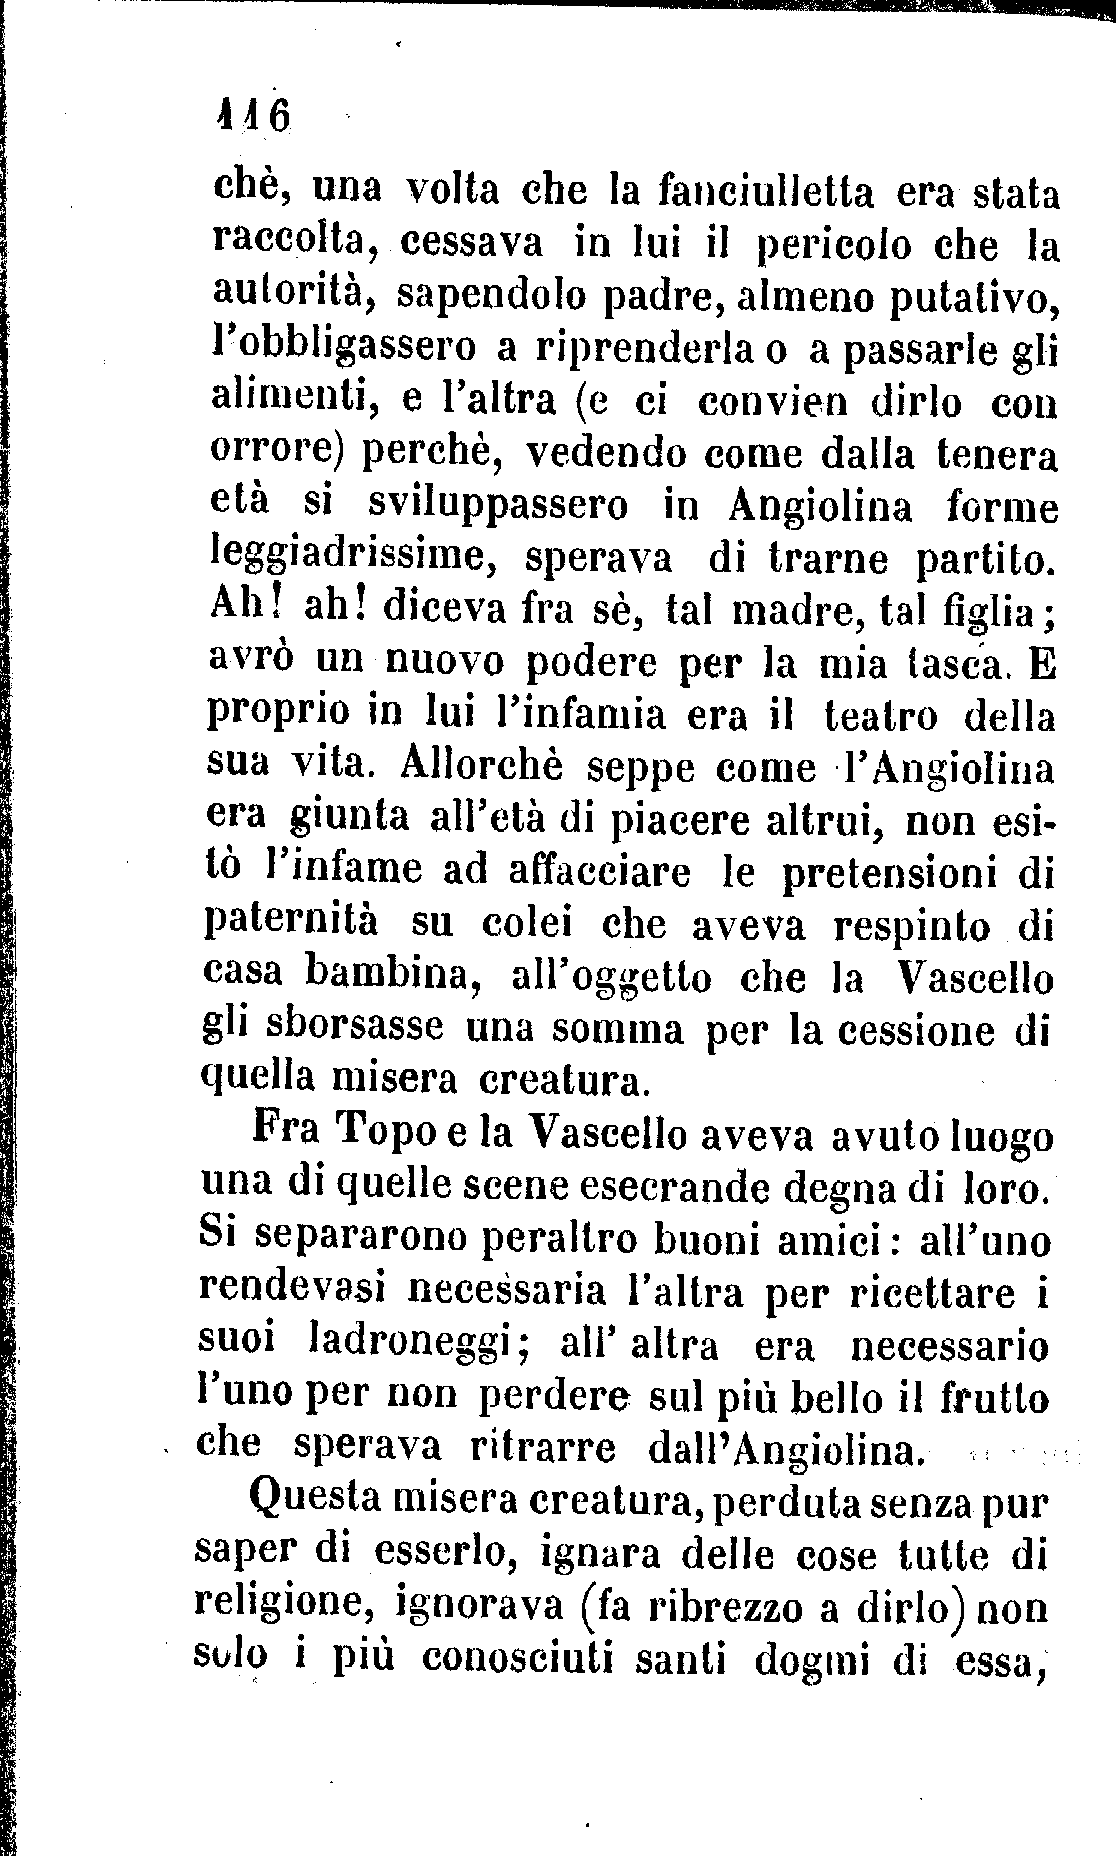 116
chè, una volta che la fanciulletta era stata
raccolta, cessava in lui il pericolo che la
autorità, sapendolo padre, almeno putativo,
l'obbligassero a riprenderla o a passarle gli
alimenti, e l'altra (e ci convien dirlo con
orrore) perchè, vedendo come dalla tenera
età si sviluppassero in Angiolina forme
leggiadrissime, sperava di trarne partito.
Ah! ah! diceva fra sè, tal madre, tal figlia;
avrò un nuovo podere per la mia tasca. E
proprio in lui l'infamia era il teatro della
sua vita. Allorchè seppe come l'Angiolina
era giunta all'età di piacere altrui, non esi-
tò l'infame ad affacciare le pretensioni di
paternità su colei che aveva respinto di
casa bambina, all'oggetto che la Vascello
gli sborsasse una somma per la cessione di
quella misera creatura.
Fra Topo e la Vascello aveva avuto luogo
una di quelle scene esecrande degna di loro.
Si separarono peraltro buoni amici: all'uno
rendevasi necessaria l'altra per ricettare i
suoi ladroneggi; all' altra era necessario
l'uno per non perdere sul più bello il frutto
che sperava ritrarre dall'Angiolina.
Questa misera creatura, perduta senza pur
saper di esserlo, ignara delle cose tutte di
religione, ignorava (fa ribrezzo a dirlo) non
solo i più conosciuti santi dogmi di essa,